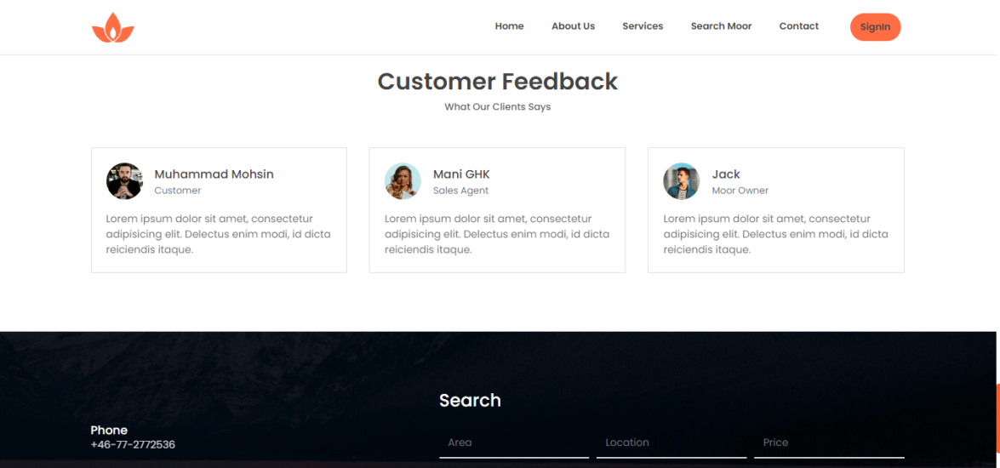 Home About Us Services Search Moor Contact SignIn
Customer Feedback
What Our Clients Says
Muhammad Mohsin
Customer
Lorem ipsum dolor sit amet, consectetur
adipisicing elit. Delectus enim modi, id dicta
reiciendis itaque.
Mani GHK
Sales Agent
Lorem ipsum dolor sit amet, consectetur
adipisicing elit. Delectus enim modi, id dicta
reiciendis itaque.
Jack
Moor Owner
Lorem ipsum dolor sit amet, consectetur
adipisicing elit. Delectus enim modi, id dicta
reiciendis itaque.
Phone
+46-77-2772536
Search
Area Location Price